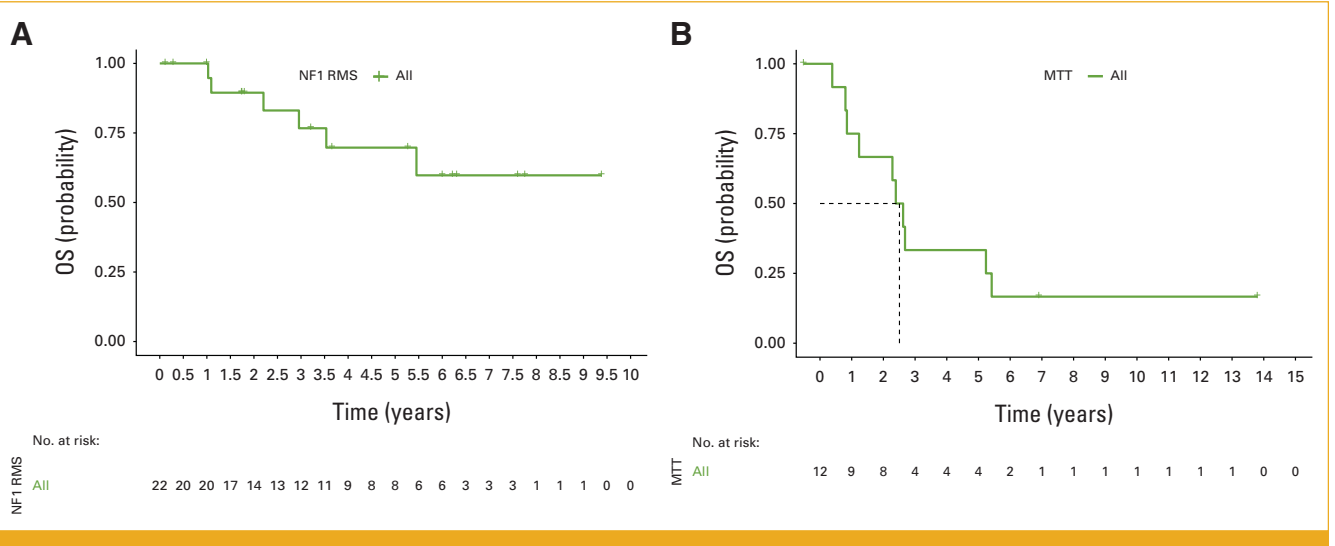 A
NF1 RMS All
1.00
0.75
0.50
0.25
0.00
OS (probability)
0 0.5 1 1.5 2 2.5 3 3.5 4 4.5 5 5.5 6 6.5 7 7.5 8 8.5 9 9.5 10
Time (years)
No. at risk:
NF1 RMS
All 22 20 20 17 14 13 12 11 9 8 8 6 6 3 3 3 1 1 1 0 0
B
MTT All
1.00
0.75
0.50
0.25
0.00
OS (probability)
0 1 2 3 4 5 6 7 8 9 10 11 12 13 14 15
Time (years)
No. at risk:
MTT
All 12 9 8 4 4 4 2 1 1 1 1 1 1 1 0 0